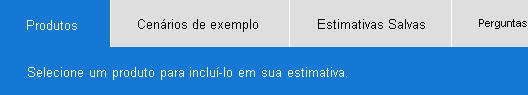 Produtos Cenários de exemplo Estimativas Salvas Perguntas
Selecione um produto para incluí-lo em sua estimativa.